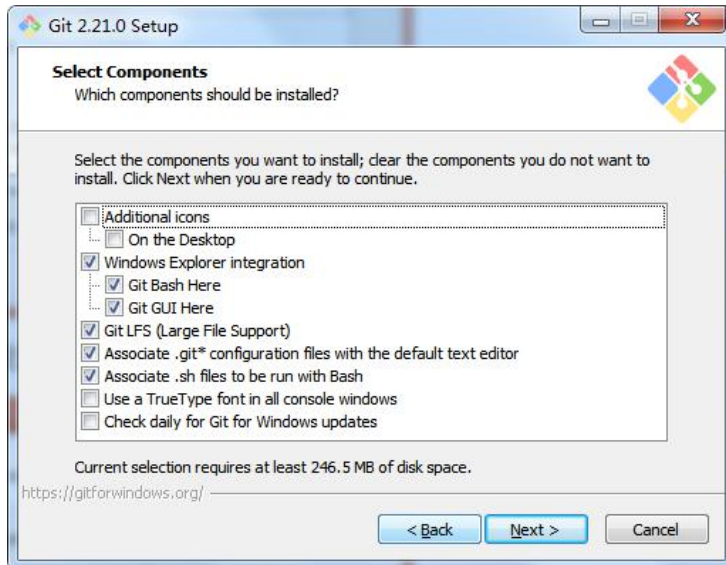 Git 2.21.0 Setup
Select Components
Which components should be installed?
Select the components you want to install; clear the components you do not want to
install. Click Next when you are ready to continue.
Additional icons
On the Desktop
Windows Explorer integration
Git Bash Here
Git GUI Here
Git LFS (Large File Support)
Associate .git* configuration files with the default text editor
Associate .sh files to be run with Bash
Use a TrueType font in all console windows
Check daily for Git for Windows updates
Current selection requires at least 246.5 MB of disk space.
https://gitforwindows.org/
< Back Next > Cancel